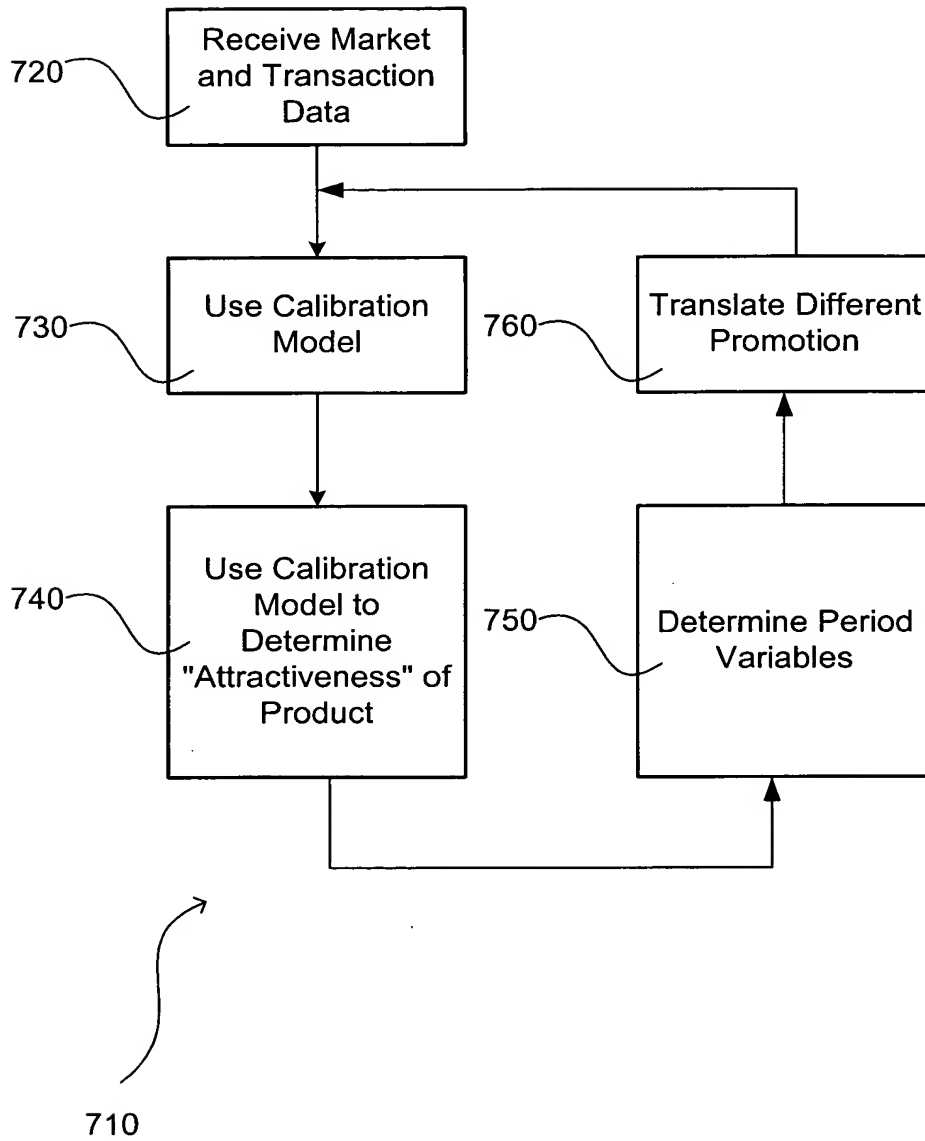 720
Receive Market
and Transaction
Data
730
Use Calibration
Model
760
Translate Different
Promotion
740
Use Calibration
Model to
Determine
"Attractiveness" of
Product
750
Determine Period
Variables
710